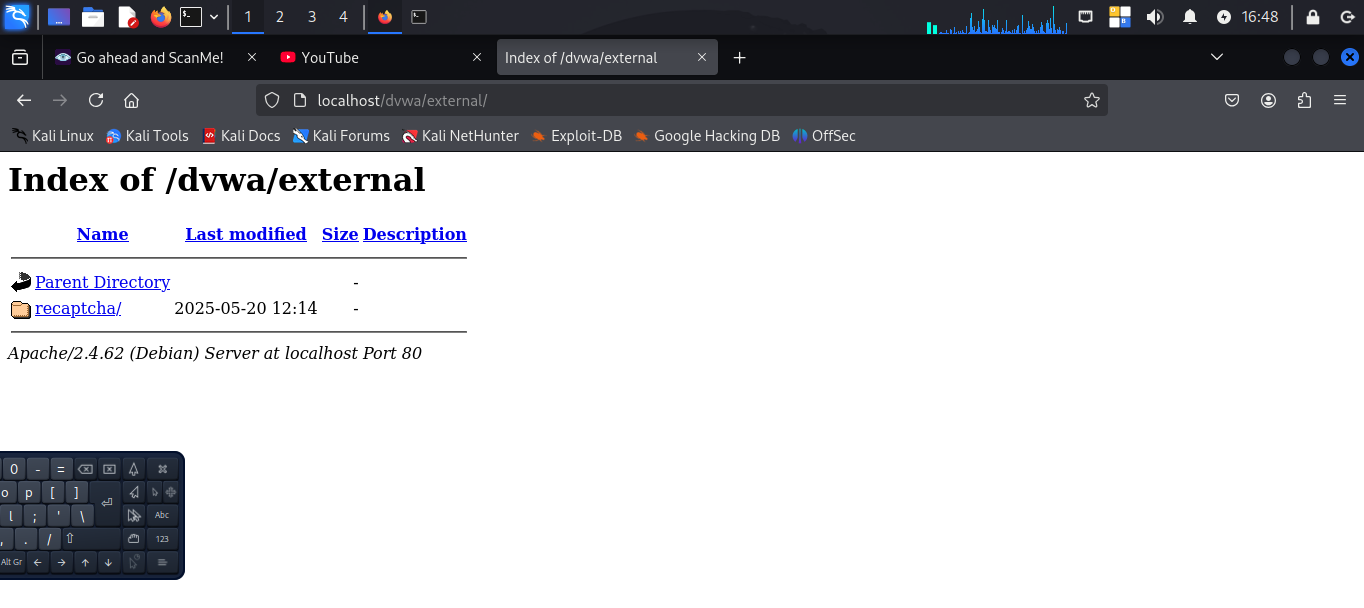 1 2 3 4 16:48
Go ahead and ScanMe! YouTube Index of /dvwa/external
localhost/dvwa/external/
Kali Linux Kali Tools Kali Docs Kali Forums Kali NetHunter Exploit-DB Google Hacking DB OffSec
Index of /dvwa/external
Name Last modified Size Description
Parent Directory -
recaptcha/ 2025-05-20 12:14 -
Apache/2.4.62 (Debian) Server at localhost Port 80
0 - =
o p [ ]
l ; ' \ Abc
, . / 123
Alt Gr